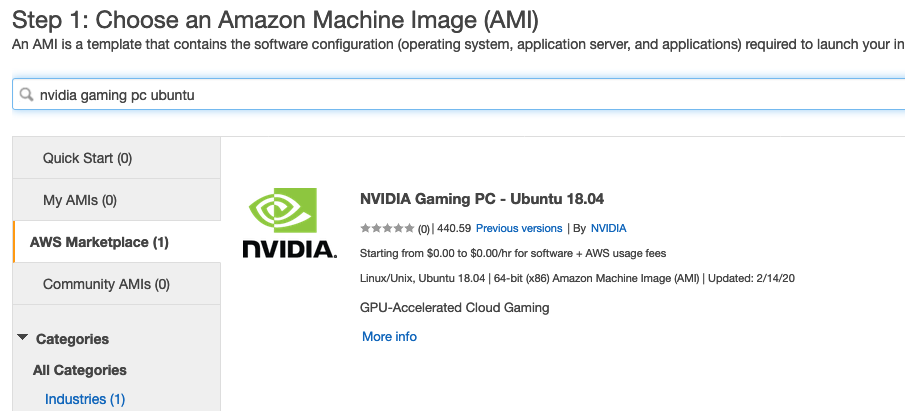 Step 1: Choose an Amazon Machine Image (AMI)
An AMI is a template that contains the software configuration (operating system, application server, and applications) required to launch your in
nvidia gaming pc ubuntu
Quick Start (0)
My AMIs (0)
AWS Marketplace (1)
Community AMIs (0)
Categories
All Categories
Industries (1)
NVIDIA.
NVIDIA Gaming PC - Ubuntu 18.04
(0) | 440.59 Previous versions | By NVIDIA
Starting from $0.00 to $0.00/hr for software + AWS usage fees
Linux/Unix, Ubuntu 18.04 | 64-bit (x86) Amazon Machine Image (AMI) | Updated: 2/14/20
GPU-Accelerated Cloud Gaming
More info